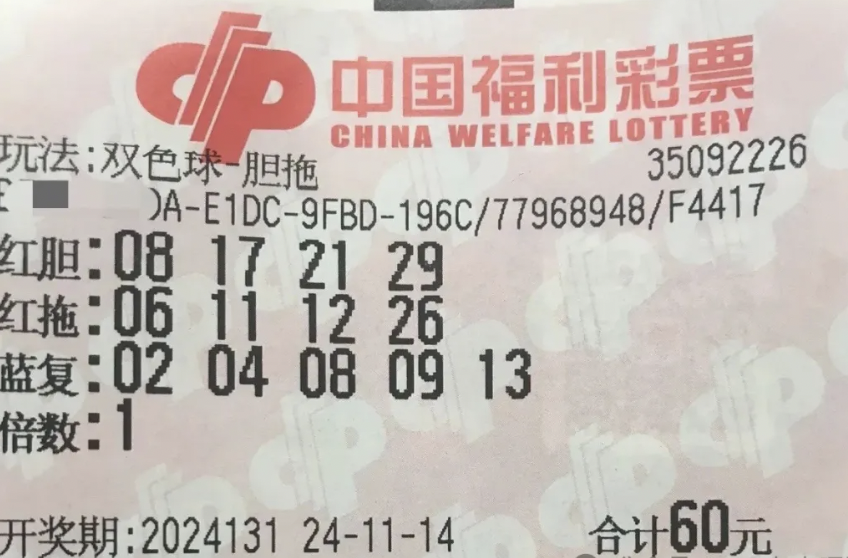 中国福利彩票
CHINA WELFARE LOTTERY
玩法:双色球-胆拖 35092226
A-E1DC-9FBD-196C/77968948/F4417
红胆:08 17 21 29
红拖:06 11 12 26
蓝复:02 04 08 09 13
倍数:1
开奖期:2024131 24-11-14 合计60元